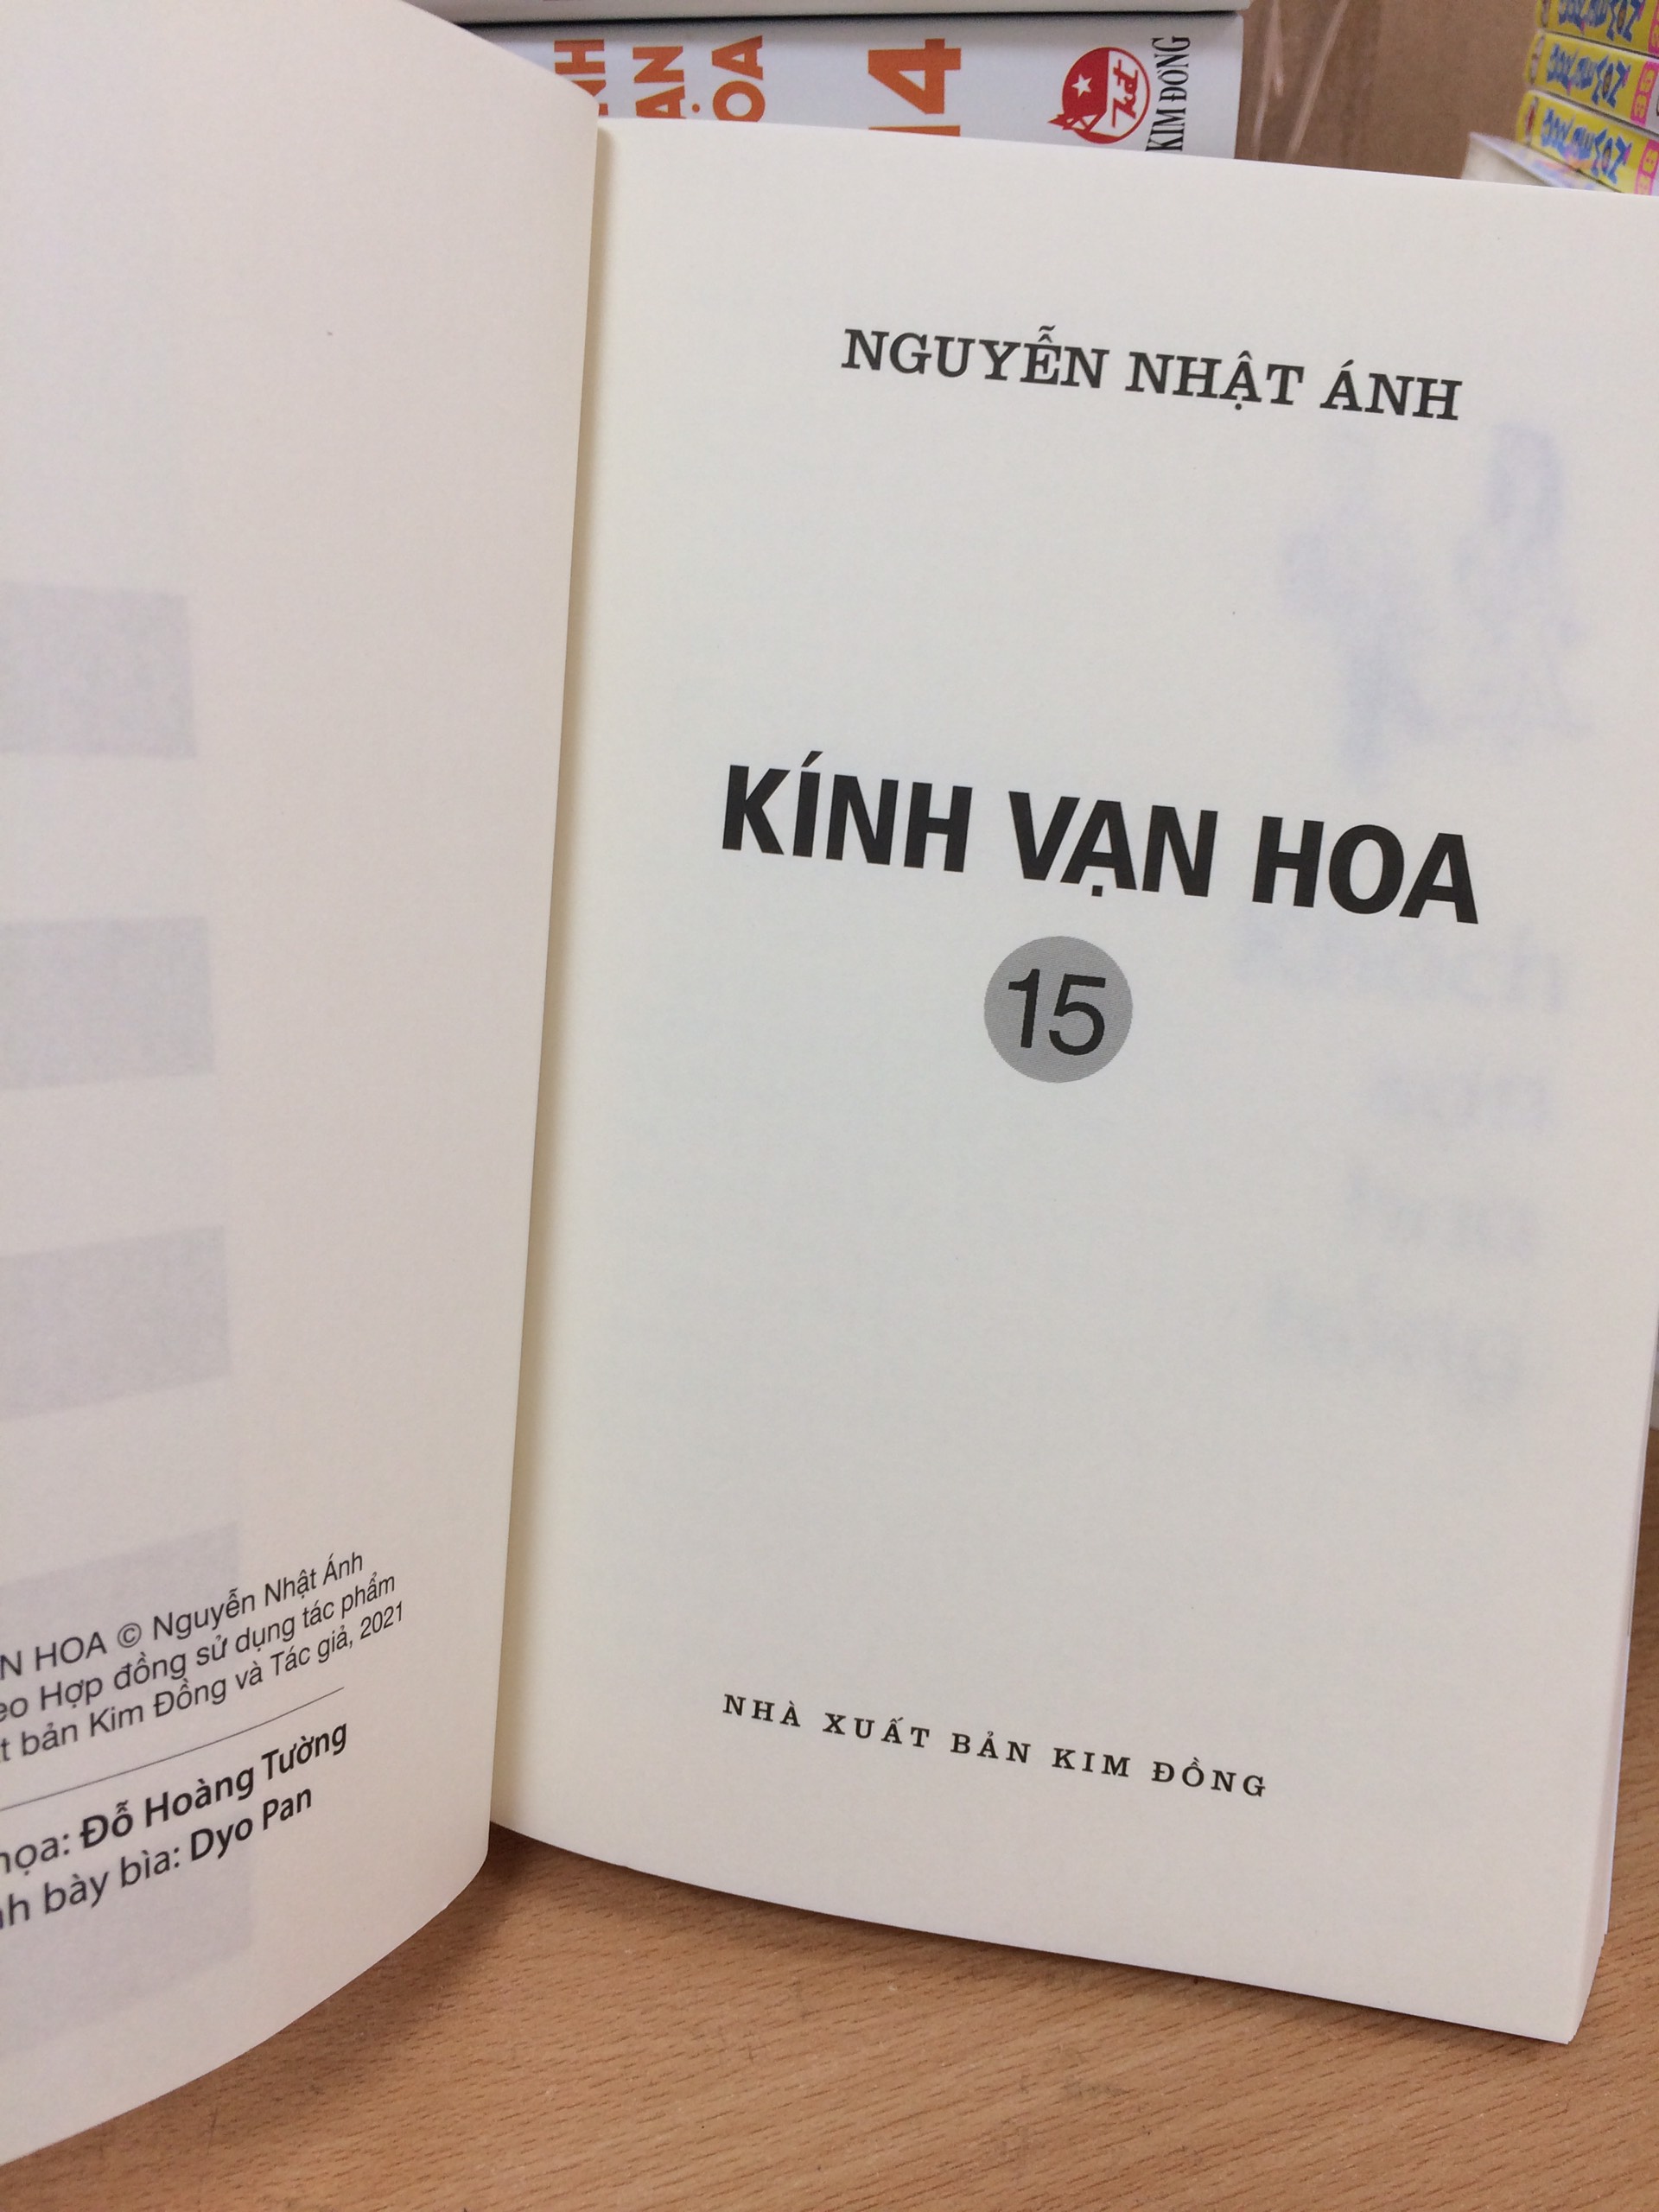 14
KIM ĐỒNG
NGUYỄN NHẬT ÁNH
KÍNH VẠN HOA
15
NHÀ XUẤT BẢN KIM ĐỒNG
HOA © Nguyễn Nhật Ánh
Hợp đồng sử dụng tác phẩm
bản Kim Đồng và Tác giả, 2021
Đỗ Hoàng Tường
bày bìa: Dyo Pan